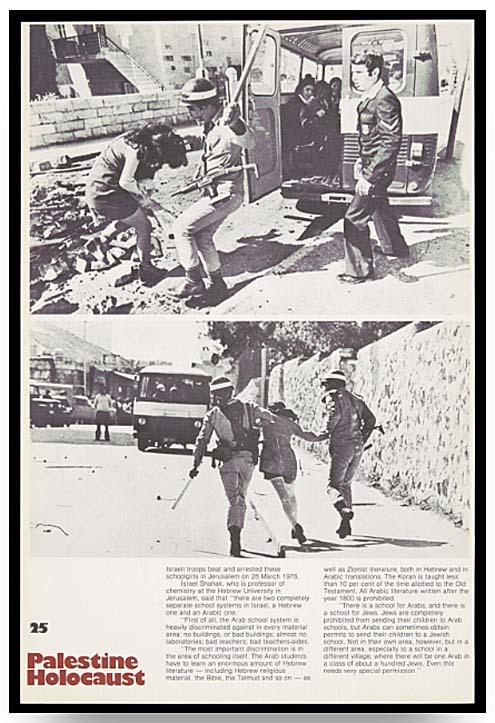 Israeli troops beat and arrested these
schoolgirls in Jerusalem on 28 March 1976.
Israel Shahak, who is professor of
chemistry at the Hebrew University in
Jerusalem, said that "there are two completely
separate school systems in Israel, a Hebrew
one and an Arabic one.
"First of all, the Arab school system is
heavily discriminated against in every material
area: no buildings, or bad buildings; almost no
laboratories; bad teachers; bad teachers-aides.
"The most important discrimination is in
the area of schooling itself. The Arab students
have to learn an enormous amount of Hebrew
literature — including Hebrew religious
material, the Bible, the Talmud and so on — as
well as Zionist literature, both in Hebrew and in
Arabic translations. The Koran is taught less
than 10 per cent of the time allotted to the Old
Testament. All Arabic literature written after the
year 1800 is prohibited.
"There is a school for Arabs, and there is
a school for Jews. Jews are completely
prohibited from sending their children to Arab
schools, but Arabs can sometimes obtain
permits to send their children to a Jewish
school. Not in their own area, however, but in a
different area, especially to a school in a
different village, where there will be one Arab in
a class of about a hundred Jews. Even this
needs very special permission."
25
Palestine
Holocaust